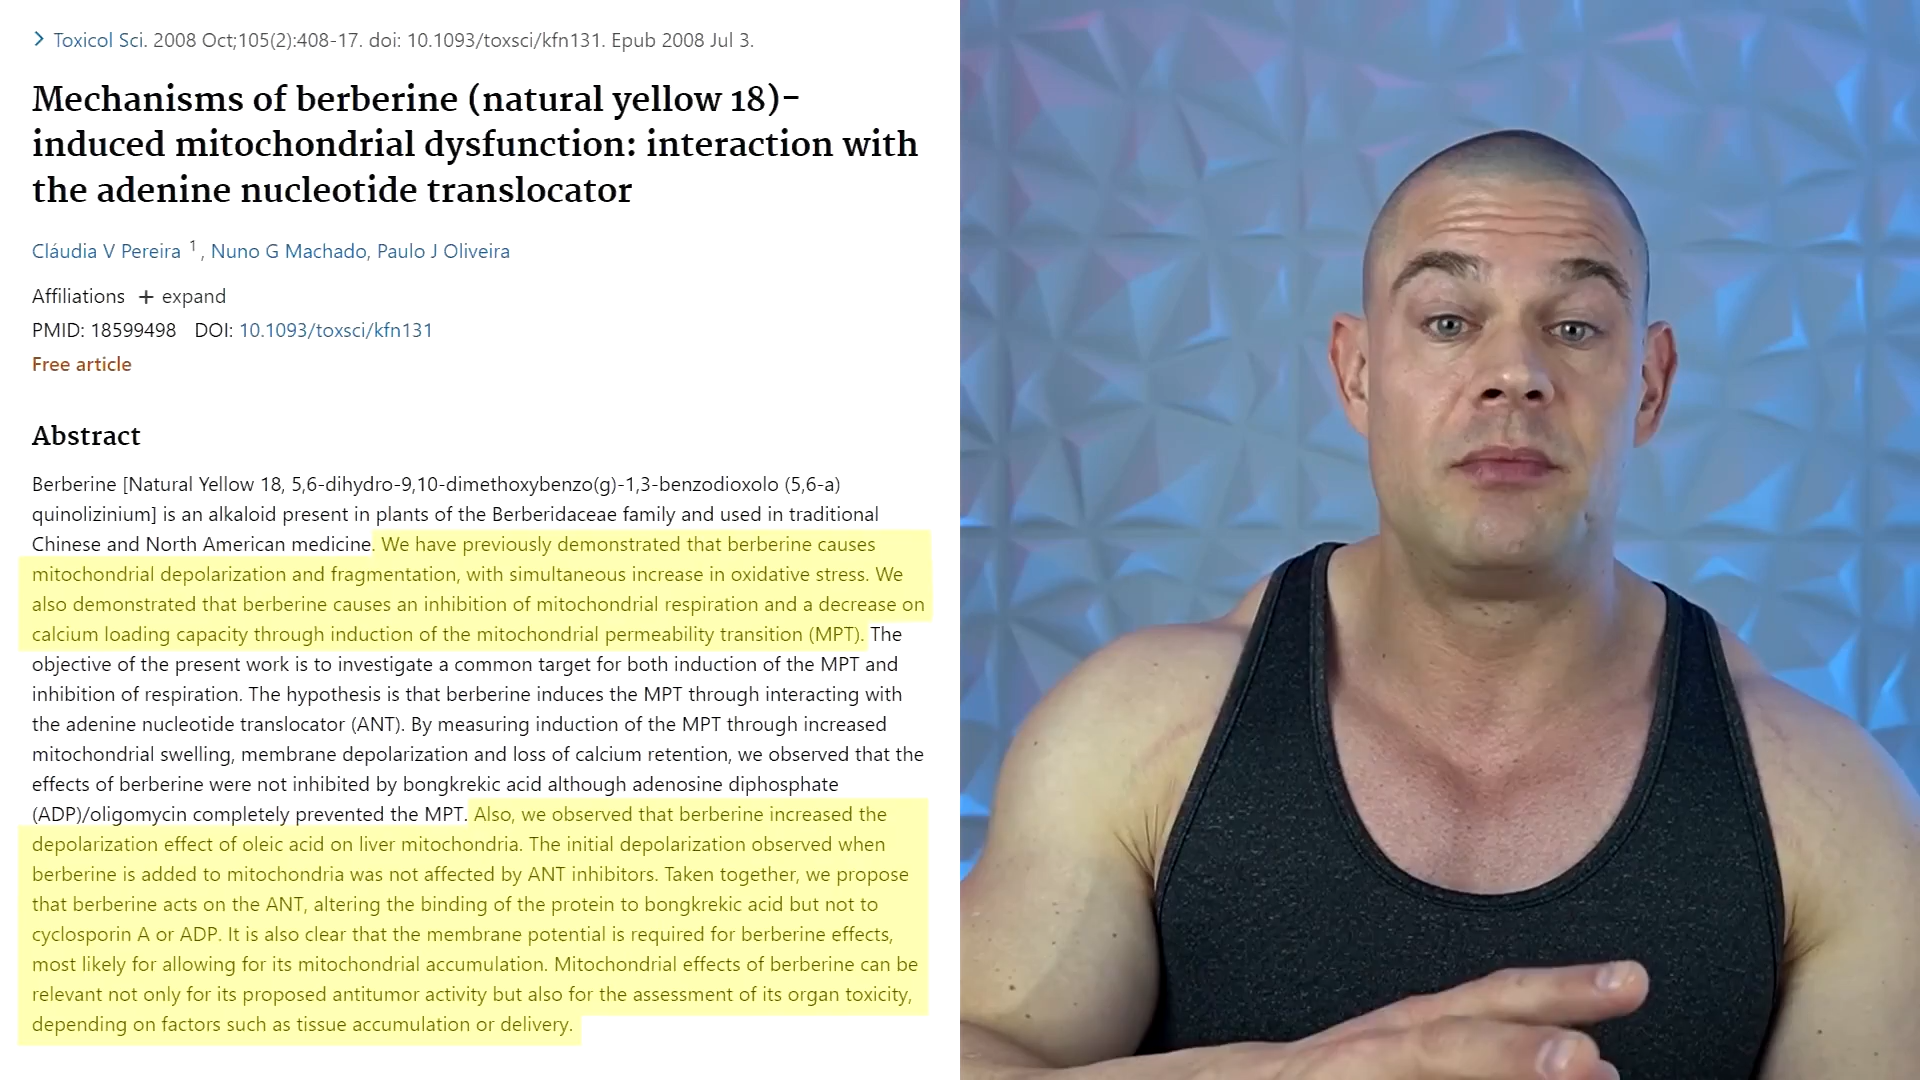 Toxicol Sci. 2008 Oct;105(2):408-17. doi: 10.1093/toxsci/kfn131. Epub 2008 Jul 3.
Mechanisms of berberine (natural yellow 18)-
induced mitochondrial dysfunction: interaction with
the adenine nucleotide translocator
Cláudia V Pereira 1, Nuno G Machado, Paulo J Oliveira
Affiliations + expand
PMID: 18599498 DOI: 10.1093/toxsci/kfn131
Free article
Abstract
Berberine [Natural Yellow 18, 5,6-dihydro-9,10-dimethoxybenzo(g)-1,3-benzodioxolo (5,6-a)
quinolizinium] is an alkaloid present in plants of the Berberidaceae family and used in traditional
Chinese and North American medicine. We have previously demonstrated that berberine causes
mitochondrial depolarization and fragmentation, with simultaneous increase in oxidative stress. We
also demonstrated that berberine causes an inhibition of mitochondrial respiration and a decrease on
calcium loading capacity through induction of the mitochondrial permeability transition (MPT). The
objective of the present work is to investigate a common target for both induction of the MPT and
inhibition of respiration. The hypothesis is that berberine induces the MPT through interacting with
the adenine nucleotide translocator (ANT). By measuring induction of the MPT through increased
mitochondrial swelling, membrane depolarization and loss of calcium retention, we observed that the
effects of berberine were not inhibited by bongkrekic acid although adenosine diphosphate
(ADP)/oligomycin completely prevented the MPT. Also, we observed that berberine increased the
depolarization effect of oleic acid on liver mitochondria. The initial depolarization observed when
berberine is added to mitochondria was not affected by ANT inhibitors. Taken together, we propose
that berberine acts on the ANT, altering the binding of the protein to bongkrekic acid but not to
cyclosporin A or ADP. It is also clear that the membrane potential is required for berberine effects,
most likely for allowing for its mitochondrial accumulation. Mitochondrial effects of berberine can be
relevant not only for its proposed antitumor activity but also for the assessment of its organ toxicity,
depending on factors such as tissue accumulation or delivery.